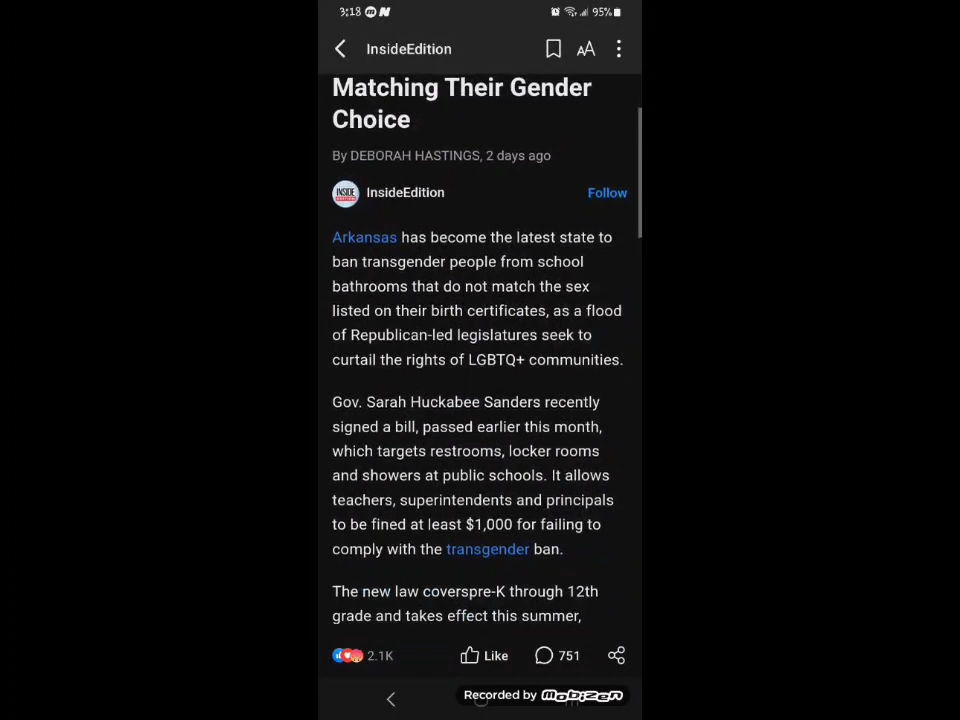 3:18
95%
InsideEdition
AA
Matching Their Gender
Choice
By DEBORAH HASTINGS, 2 days ago
INSIDE
EDITION
InsideEdition
Follow
Arkansas has become the latest state to
ban transgender people from school
bathrooms that do not match the sex
listed on their birth certificates, as a flood
of Republican-led legislatures seek to
curtail the rights of LGBTQ+ communities.
Gov. Sarah Huckabee Sanders recently
signed a bill, passed earlier this month,
which targets restrooms, locker rooms
and showers at public schools. It allows
teachers, superintendents and principals
to be fined at least $1,000 for failing to
comply with the transgender ban.
The new law coverspre-K through 12th
grade and takes effect this summer,
2.1K
Like
751
Recorded by mobizen